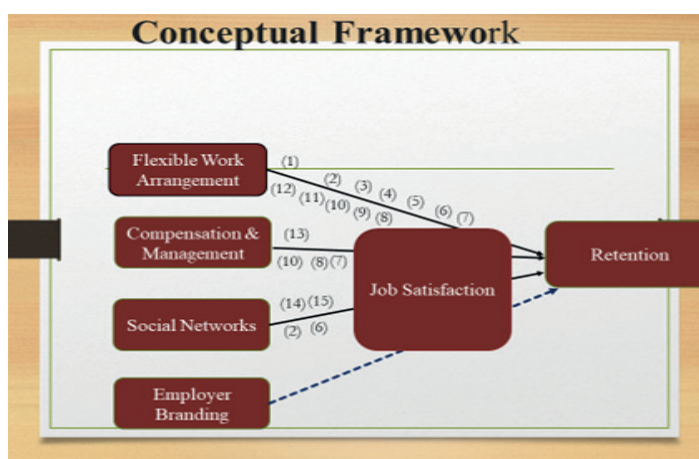 Conceptual Framework
Flexible Work
Arrangement
(1)
(2) (3) (4) (5) (6) (7)
(12) (11) (10) (9) (8)
Compensation &
Management
(13)
(10) (8) (7)
Job Satisfaction
Retention
Social Networks
(14) (15)
(2) (6)
Employer
Branding